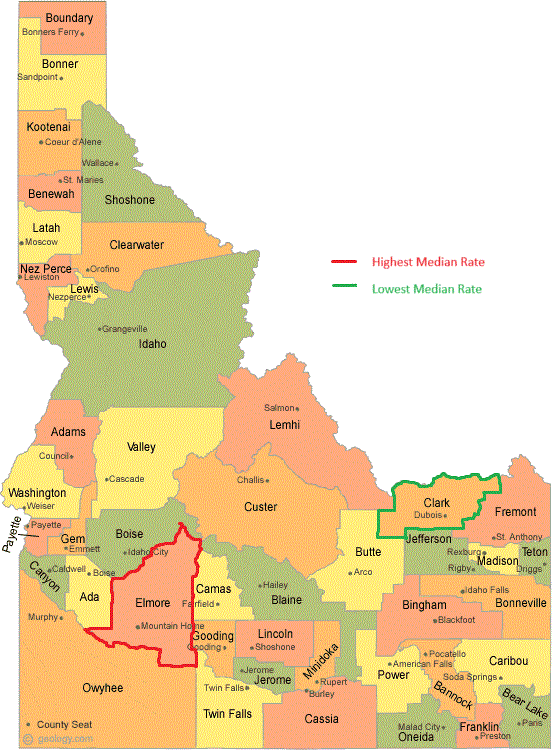 Boundary
Bonners Ferry
Bonner
Sandpoint
Kootenai
Coeur d'Alene
Wallace
St. Maries
Benewah
Shoshone
Latah
Moscow
Clearwater
Nez Perce
Lewiston
Orofino
Lewis
Nezperce
Highest Median Rate
Lowest Median Rate
Grangeville
Idaho
Salmon
Lemhi
Adams
Council
Valley
Cascade
Washington
Weiser
Challis
Custer
Clark
Dubois
Fremont
St. Anthony
Payette
Payette
Gem
Emmett
Boise
Idaho City
Butte
Arco
Jefferson
Rexburg
Rigby
Madison
Teton
Driggs
Canyon
Caldwell
Boise
Ada
Elmore
Mountain Home
Camas
Fairfield
Hailey
Blaine
Bingham
Blackfoot
Idaho Falls
Bonneville
Murphy
Gooding
Gooding
Lincoln
Shoshone
Minidoka
Rupert
Burley
Jerome
Jerome
Pocatello
American Falls
Power
Caribou
Soda Springs
Bannock
Bear Lake
Paris
Owyhee
Twin Falls
Twin Falls
Cassia
Malad City
Oneida
Franklin
Preston
County Seat
© geology.com